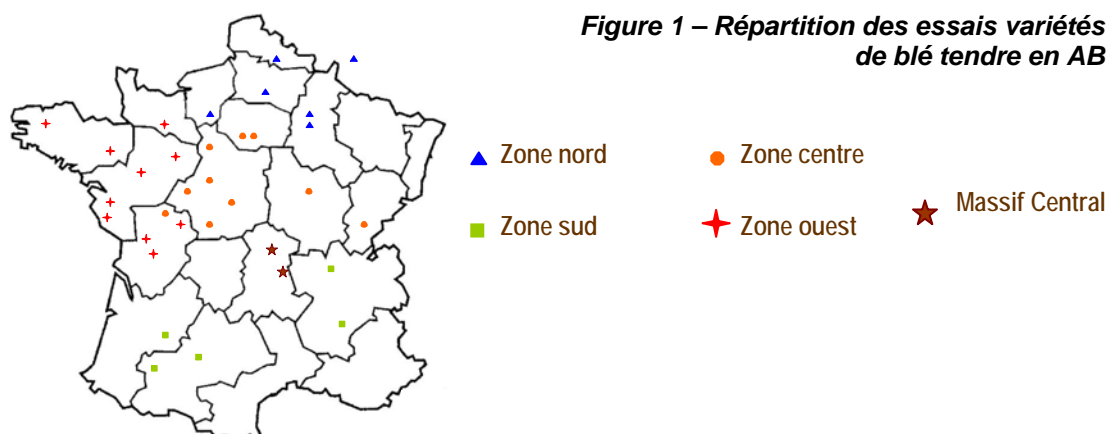 Figure 1 – Répartition des essais variétés
de blé tendre en AB
Zone nord
Zone centre
Massif Central
Zone sud
Zone ouest